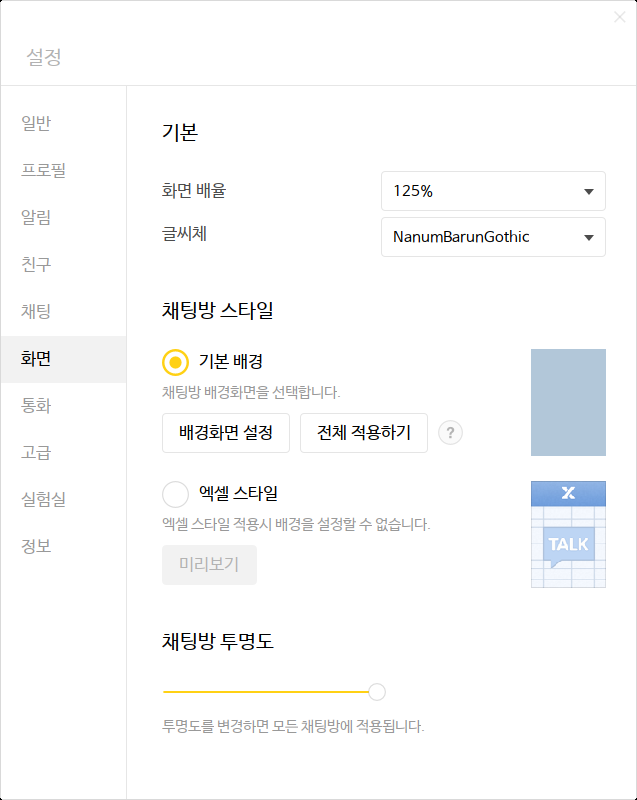 설정
일반
프로필
알림
친구
채팅
화면
통화
고급
실험실
정보
기본
화면 배율
125%
글씨체
NanumBarunGothic
채팅방 스타일
기본 배경
채팅방 배경화면을 선택합니다.
배경화면 설정
전체 적용하기
?
엑셀 스타일
엑셀 스타일 적용시 배경을 설정할 수 없습니다.
미리보기
X
TALK
채팅방 투명도
투명도를 변경하면 모든 채팅방에 적용됩니다.